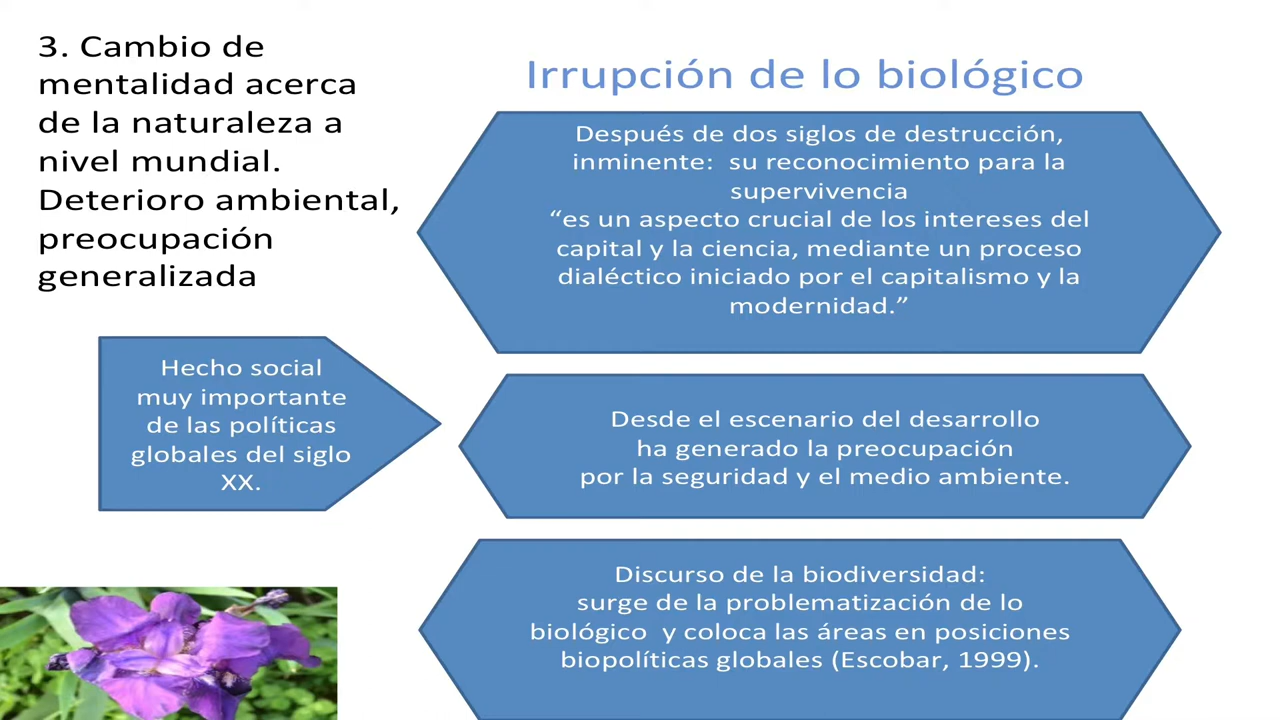 3. Cambio de
mentalidad acerca
de la naturaleza a
nivel mundial.
Deterioro ambiental,
preocupación
generalizada
Irrupción de lo biológico
Después de dos siglos de destrucción,
inminente:  su reconocimiento para la
supervivencia
“es un aspecto crucial de los intereses del
capital y la ciencia, mediante un proceso
dialéctico iniciado por el capitalismo y la
modernidad.”
Hecho social
muy importante
de las políticas
globales del siglo
XX.
Desde el escenario del desarrollo
ha generado la preocupación
por la seguridad y el medio ambiente.
Discurso de la biodiversidad:
surge de la problematización de lo
biológico  y coloca las áreas en posiciones
biopolíticas globales (Escobar, 1999).